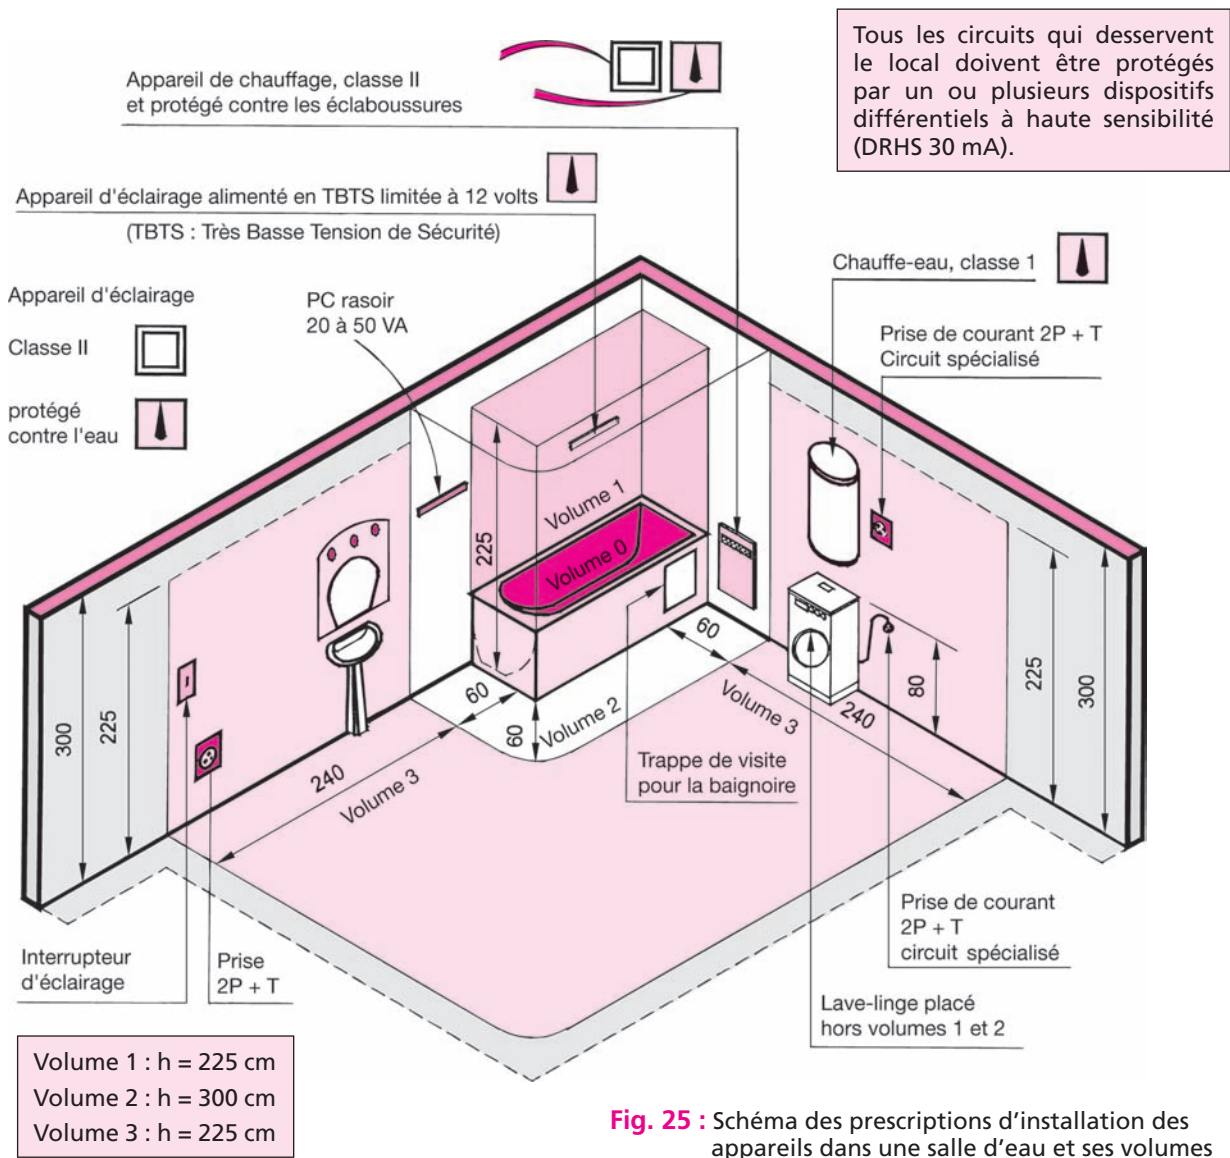 Tous les circuits qui desservent
le local doivent être protégés
par un ou plusieurs dispositifs
différentiels à haute sensibilité
(DRHS 30 mA).
Appareil de chauffage, classe II
et protégé contre les éclaboussures
Appareil d'éclairage alimenté en TBTS limitée à 12 volts
(TBTS : Très Basse Tension de Sécurité)
Appareil d'éclairage
Classe II
protégé
contre l'eau
PC rasoir
20 à 50 VA
Chauffe-eau, classe 1
Prise de courant 2P + T
Circuit spécialisé
Volume 1
225
Volume 0
60
60
60
Volume 2
Volume 3
240
80
225
300
300
225
240
Volume 3
Trappe de visite
pour la baignoire
Interrupteur
d'éclairage
Prise
2P + T
Prise de courant
2P + T
circuit spécialisé
Lave-linge placé
hors volumes 1 et 2
Volume 1 : h = 225 cm
Volume 2 : h = 300 cm
Volume 3 : h = 225 cm
Fig. 25 : Schéma des prescriptions d'installation des
appareils dans une salle d'eau et ses volumes